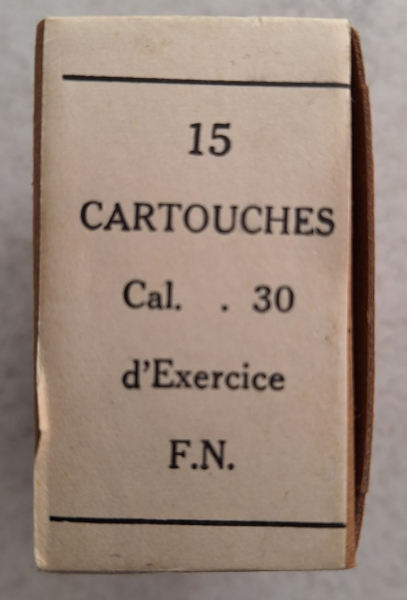 15
CARTOUCHES
Cal. . 30
d'Exercice
F.N.